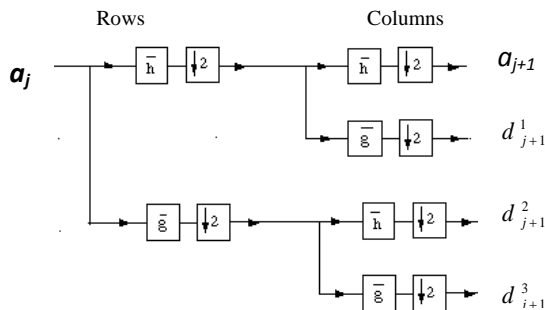 Rows Columns
a_j h̅ ↓2 h̅ ↓2 a_{j+1}
g̅ ↓2 d^1_{j+1}
g̅ ↓2 h̅ ↓2 d^2_{j+1}
g̅ ↓2 d^3_{j+1}